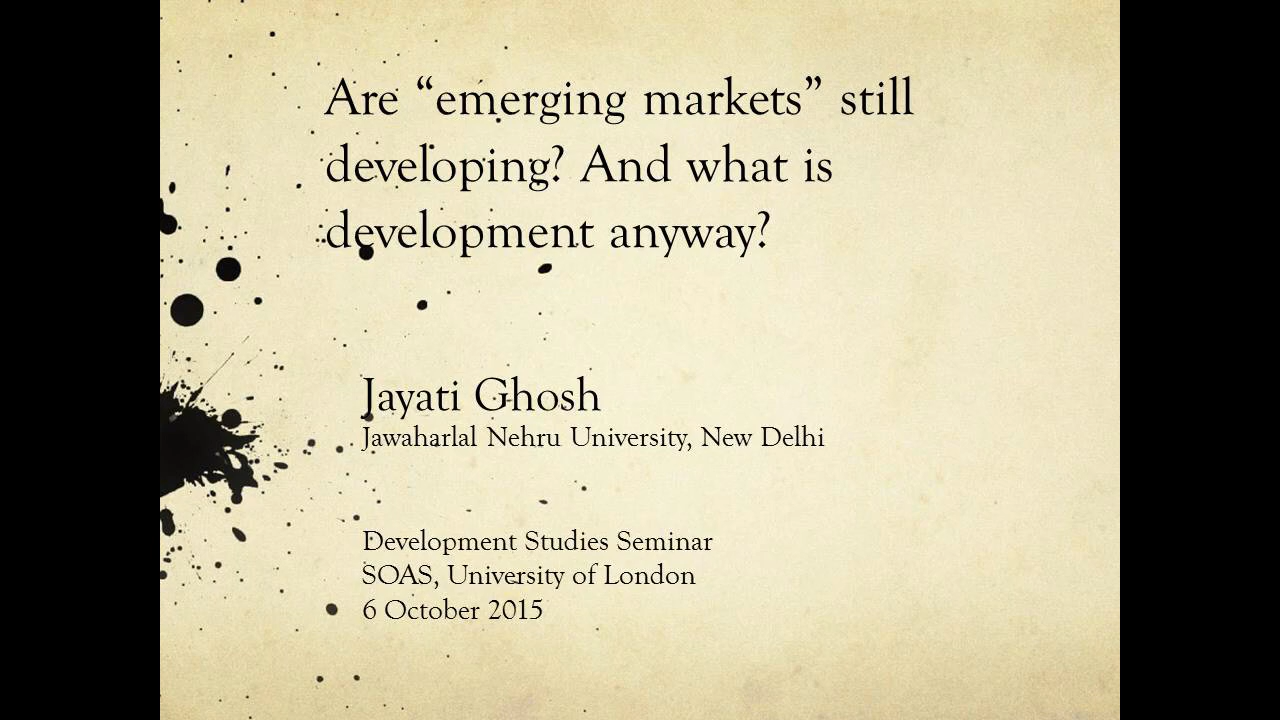 Are “emerging markets” still
developing? And what is
development anyway?
Jayati Ghosh
Jawaharlal Nehru University, New Delhi
Development Studies Seminar
SOAS, University of London
6 October 2015